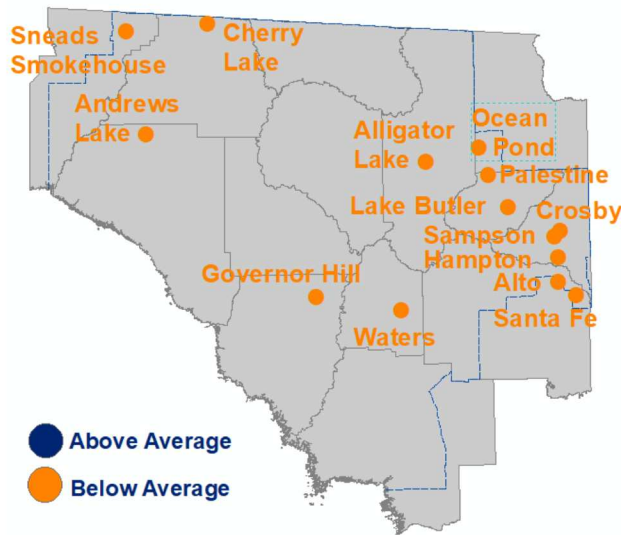 Sneads
Smokehouse
Cherry
Lake
Andrews
Lake
Alligator
Lake
Ocean
Pond
Palestine
Lake Butler
Crosby
Sampson
Hampton
Governor Hill
Alto
Santa Fe
Waters
Above Average
Below Average